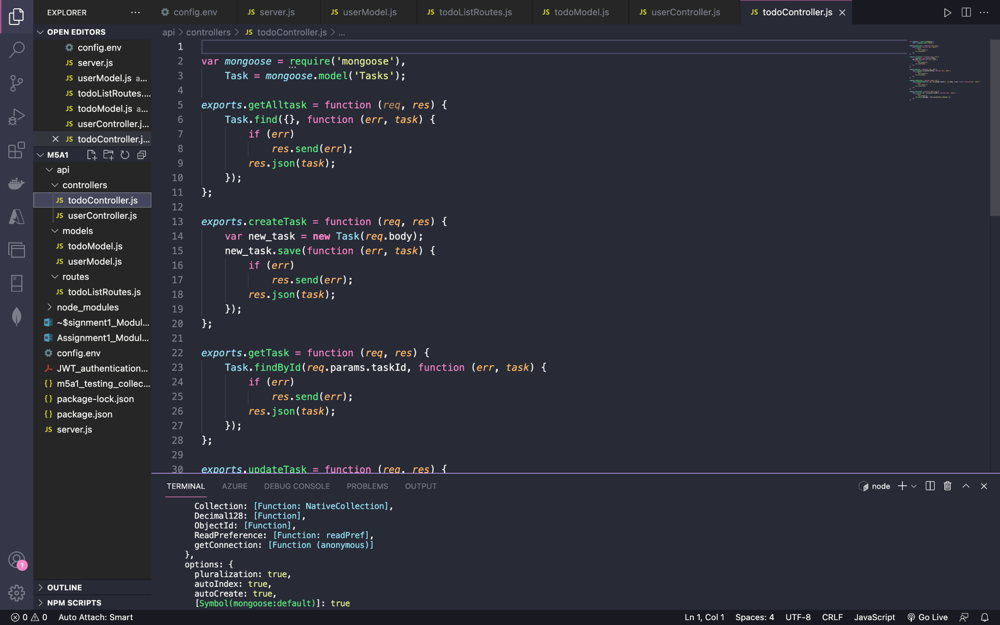 EXPLORER
OPEN EDITORS
config.env
JS server.js
JS userModel.js a...
JS todoListRoutes....
JS todoModel.js a...
JS userController.j...
JS todoController.j...
M5A1
api
controllers
JS todoController.js
JS userController.js
models
JS todoModel.js
JS userModel.js
routes
JS todoListRoutes.js
node_modules
~$signment1_Modul...
Assignment1_Modul...
config.env
JWT_authentication...
{} m5a1_testing_collec...
{} package-lock.json
{} package.json
JS server.js
OUTLINE
NPM SCRIPTS
1
config.env JS server.js JS userModel.js JS todoListRoutes.js JS todoModel.js JS userController.js JS todoController.js
api > controllers > JS todoController.js > ...
1
2 var mongoose = require('mongoose'),
3 Task = mongoose.model('Tasks');
4
5 exports.getAlltask = function (req, res) {
6 Task.find({}, function (err, task) {
7 if (err)
8 res.send(err);
9 res.json(task);
10 });
11 };
12
13 exports.createTask = function (req, res) {
14 var new_task = new Task(req.body);
15 new_task.save(function (err, task) {
16 if (err)
17 res.send(err);
18 res.json(task);
19 });
20 };
21
22 exports.getTask = function (req, res) {
23 Task.findById(req.params.taskId, function (err, task) {
24 if (err)
25 res.send(err);
26 res.json(task);
27 });
28 };
29
30 exports.updateTask = function (req, res) {
TERMINAL AZURE DEBUG CONSOLE PROBLEMS OUTPUT
node
Collection: [Function: NativeCollection],
Decimal128: [Function],
ObjectId: [Function],
ReadPreference: [Function: readPref],
getConnection: [Function (anonymous)]
},
options: {
pluralization: true,
autoIndex: true,
autoCreate: true,
[Symbol(mongoose:default)]: true
0 0 Auto Attach: Smart
Ln 1, Col 1 Spaces: 4 UTF-8 CRLF JavaScript Go Live